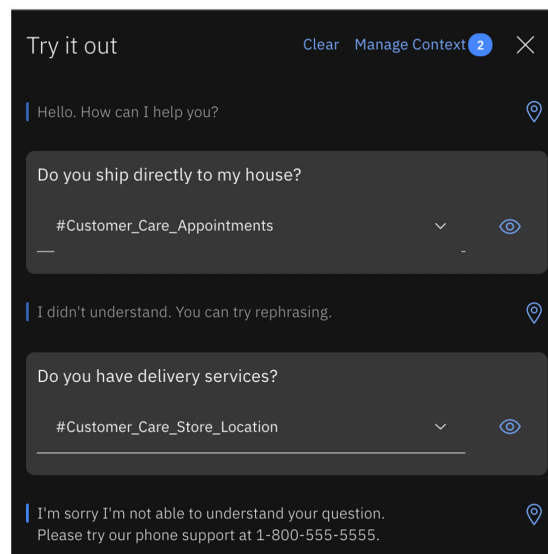 Try it out
Clear Manage Context 2
Hello. How can I help you?
Do you ship directly to my house?
#Customer_Care_Appointments
I didn't understand. You can try rephrasing.
Do you have delivery services?
#Customer_Care_Store_Location
I'm sorry I'm not able to understand your question.
Please try our phone support at 1-800-555-5555.